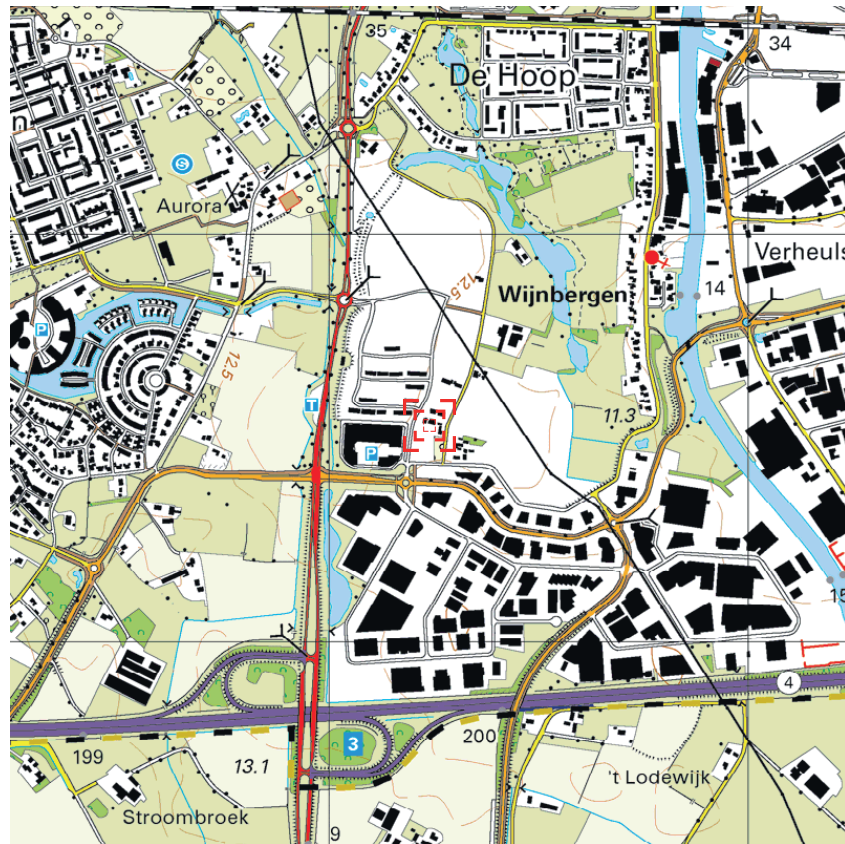 35
34
De Hoop
n
S
Aurora
12.5
Verheuls
Wijnbergen
14
P
12.5
T
11.3
P
15
4
199
3
200
13.1
't Lodewijk
Stroombroek
9